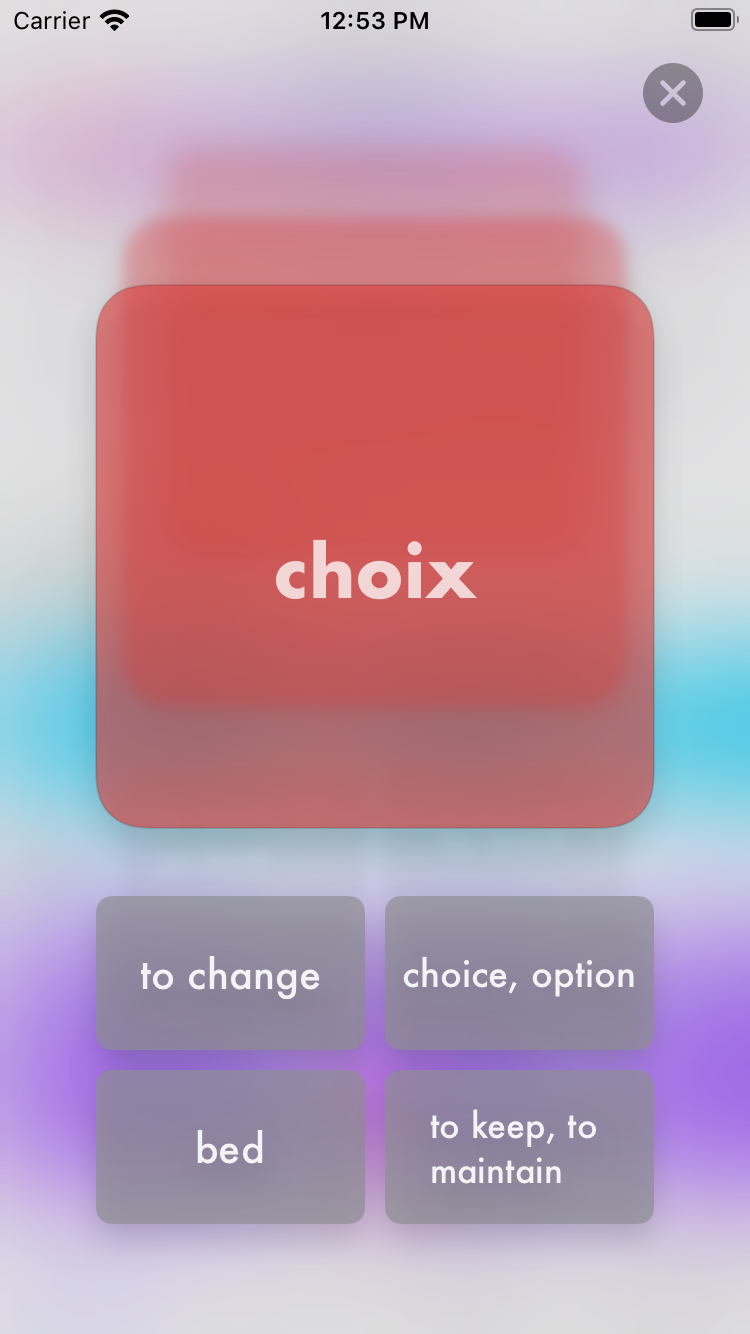 Carrier 12:53 PM
choix
to change
choice, option
bed
to keep, to
maintain